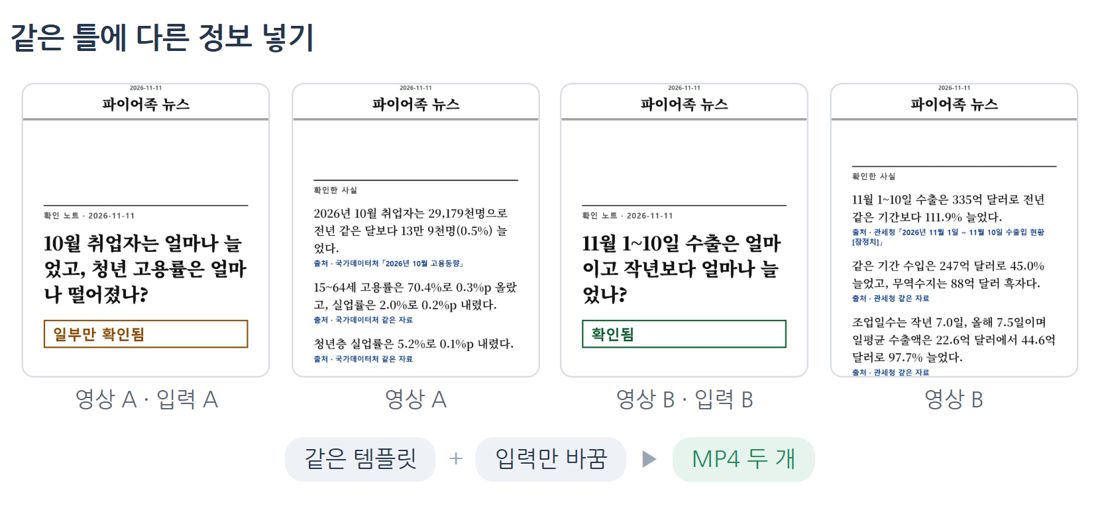 같은 틀에 다른 정보 넣기
2026-11-11
파이어족 뉴스
확인 노트 · 2026-11-11
10월 취업자는 얼마나 늘
었고, 청년 고용률은 얼마
나 떨어졌나?
일부만 확인됨
영상 A · 입력 A
2026-11-11
파이어족 뉴스
확인한 사실
2026년 10월 취업자는 29,179천명으로
전년 같은 달보다 13만 9천명(0.5%) 늘
었다.
출처 · 국가데이터처 「2026년 10월 고용동향」
15~64세 고용률은 70.4%로 0.3%p 올랐
고, 실업률은 2.0%로 0.2%p 내렸다.
출처 · 국가데이터처 같은 자료
청년층 실업률은 5.2%로 0.1%p 내렸다.
출처 · 국가데이터처 같은 자료
영상 A
2026-11-11
파이어족 뉴스
확인 노트 · 2026-11-11
11월 1~10일 수출은 얼마
이고 작년보다 얼마나 늘
었나?
확인됨
영상 B · 입력 B
2026-11-11
파이어족 뉴스
확인한 사실
11월 1~10일 수출은 335억 달러로 전년
같은 기간보다 111.9% 늘었다.
출처 · 관세청 「2026년 11월 1일 ~ 11월 10일 수출입 현황
[잠정치]」
같은 기간 수입은 247억 달러로 45.0%
늘었고, 무역수지는 88억 달러 흑자다.
출처 · 관세청 같은 자료
조업일수는 작년 7.0일, 올해 7.5일이며
일평균 수출액은 22.6억 달러에서 44.6억
달러로 97.7% 늘었다.
출처 · 관세청 같은 자료
영상 B
같은 템플릿 + 입력만 바꿈 ▶ MP4 두 개